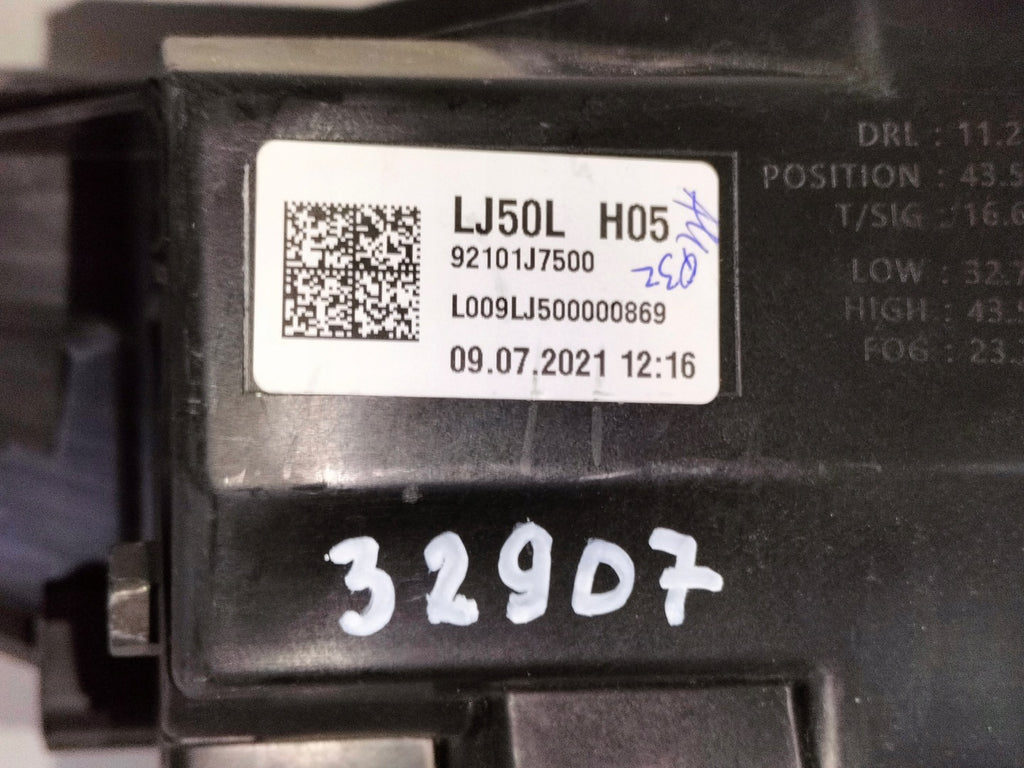 LJ50L H05
92101J7500
L009LJ500000869
09.07.2021 12:16
DRL : 11.2
POSITION : 43.5
T/SIG : 16.6
LOW : 32.7
HIGH : 43.5
FOG : 23.3
32907